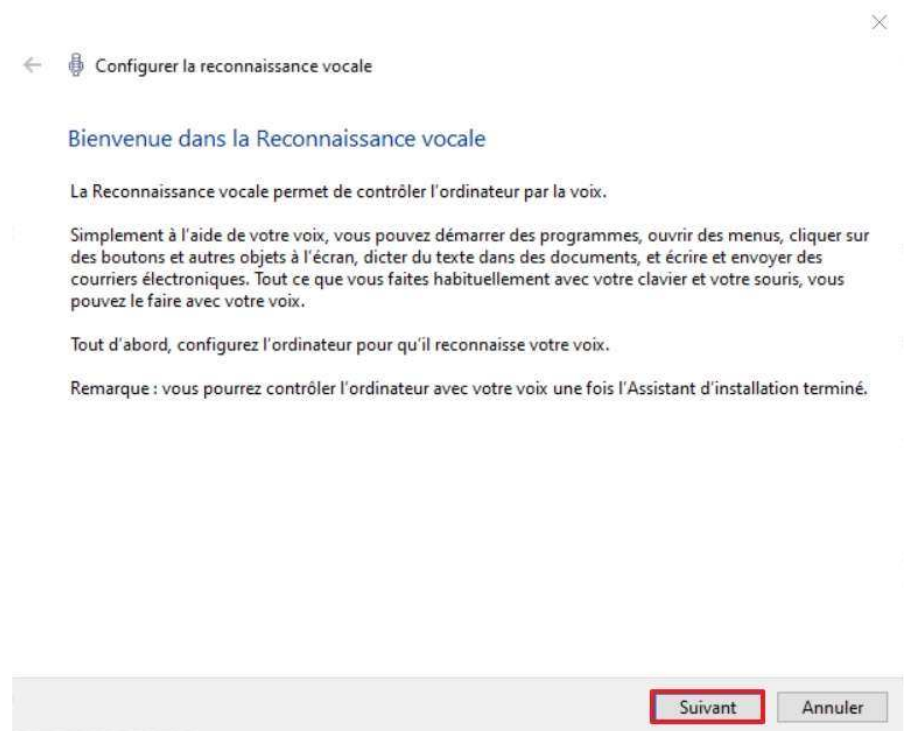 Configurer la reconnaissance vocale
Bienvenue dans la Reconnaissance vocale
La Reconnaissance vocale permet de contrôler l'ordinateur par la voix.
Simplement à l'aide de votre voix, vous pouvez démarrer des programmes, ouvrir des menus, cliquer sur
des boutons et autres objets à l'écran, dicter du texte dans des documents, et écrire et envoyer des
courriers électroniques. Tout ce que vous faites habituellement avec votre clavier et votre souris, vous
pouvez le faire avec votre voix.
Tout d'abord, configurez l'ordinateur pour qu'il reconnaisse votre voix.
Remarque : vous pourrez contrôler l'ordinateur avec votre voix une fois l'Assistant d'installation terminé.
Suivant Annuler